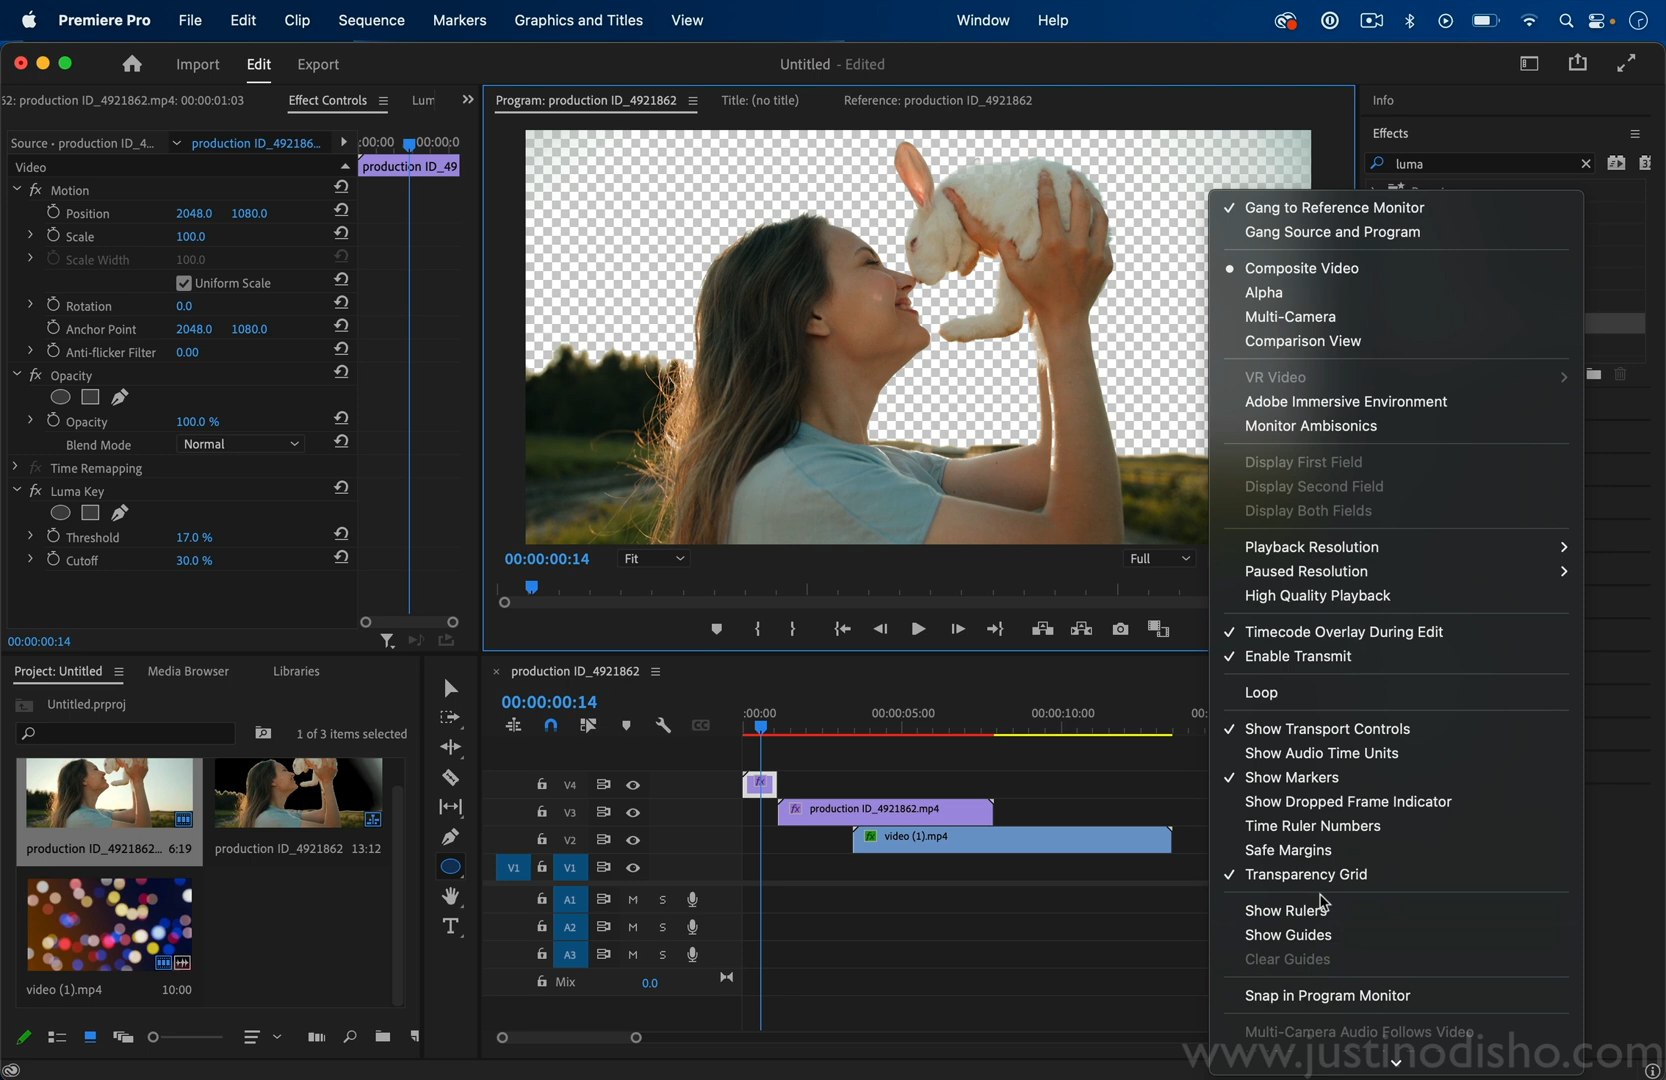 Premiere Pro File Edit Clip Sequence Markers Graphics and Titles View Window Help
Import Edit Export Untitled - Edited
52: production ID_4921862.mp4: 00:00:01:03 Effect Controls Lum
Program: production ID_4921862 Title: (no title) Reference: production ID_4921862
Info
Effects
luma
Source • production ID_4... production ID_492186... :00:00 00:00:0
Video production ID_49
fx Motion
Position 2048.0 1080.0
Scale 100.0
Scale Width 100.0
Uniform Scale
Rotation 0.0
Anchor Point 2048.0 1080.0
Anti-flicker Filter 0.00
fx Opacity
Opacity 100.0 %
Blend Mode Normal
fx Time Remapping
fx Luma Key
Threshold 17.0 %
Cutoff 30.0 %
00:00:00:14
00:00:00:14 Fit Full
Gang to Reference Monitor
Gang Source and Program
Composite Video
Alpha
Multi-Camera
Comparison View
VR Video
Adobe Immersive Environment
Monitor Ambisonics
Display First Field
Display Second Field
Display Both Fields
Playback Resolution
Paused Resolution
High Quality Playback
Timecode Overlay During Edit
Enable Transmit
Loop
Show Transport Controls
Show Audio Time Units
Show Markers
Show Dropped Frame Indicator
Time Ruler Numbers
Safe Margins
Transparency Grid
Show Rulers
Show Guides
Clear Guides
Snap in Program Monitor
Multi-Camera Audio Follows Video
Project: Untitled Media Browser Libraries
Untitled.prproj
1 of 3 items selected
production ID_4921862... 6:19 production ID_4921862 13:12
video (1).mp4 10:00
T
production ID_4921862
00:00:00:14
:00:00 00:00:05:00 00:00:10:00 00:
V4 fx
V3 fx production ID_4921862.mp4
V2 fx video (1).mp4
V1 V1
A1 M S
A2 M S
A3 M S
Mix 0.0
www.justinodisho.com